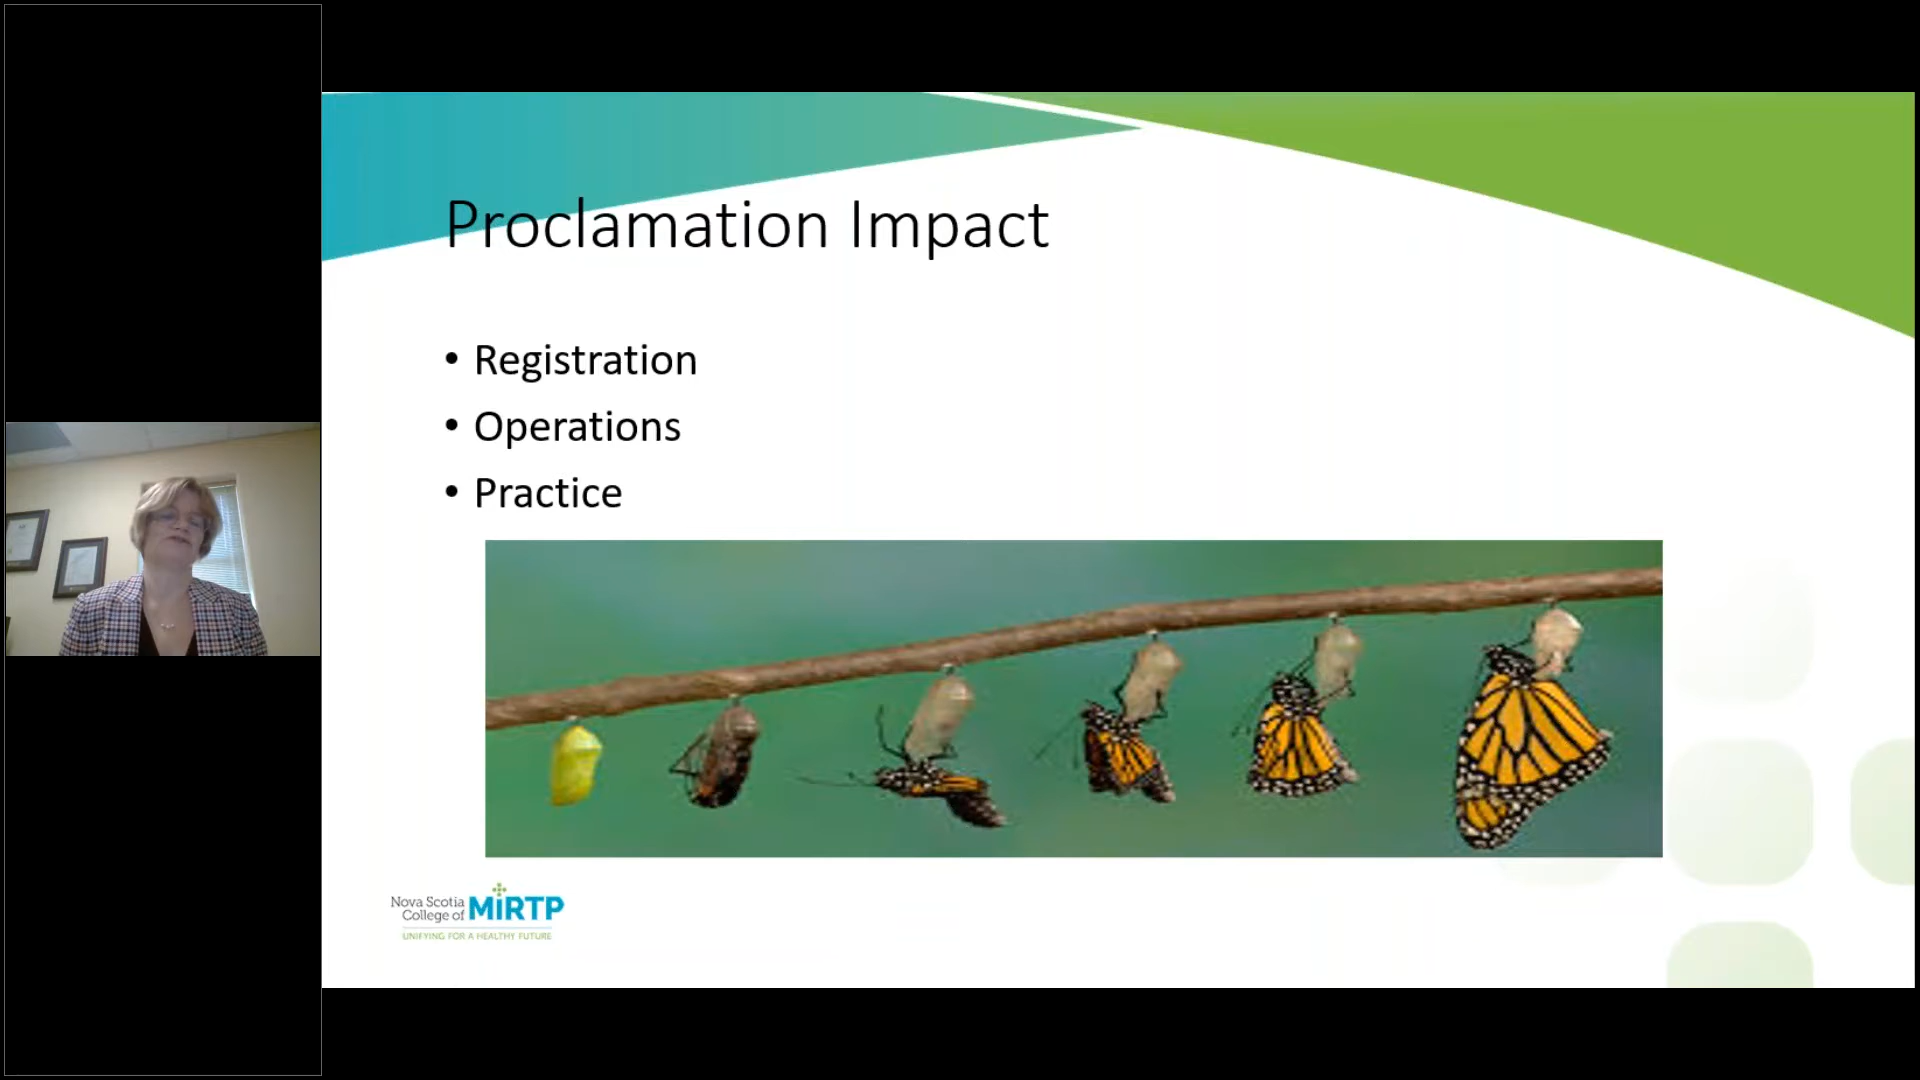 Proclamation Impact
• Registration
• Operations
• Practice
Nova Scotia
College of MiRTP
UNIFYING FOR A HEALTHY FUTURE